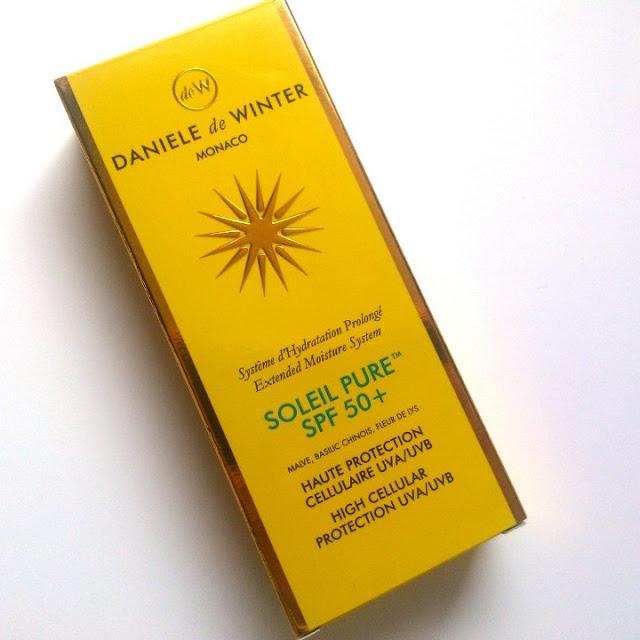 deW
DANIELE de WINTER
MONACO
Système d'Hydratation Prolongé
Extended Moisture System
SOLEIL PURE™
SPF 50+
MALVE, BASILIC CHINOIS, FLEUR DE LYS
HAUTE PROTECTION
CELLULAIRE UVA/UVB
HIGH CELLULAR
PROTECTION UVA/UVB